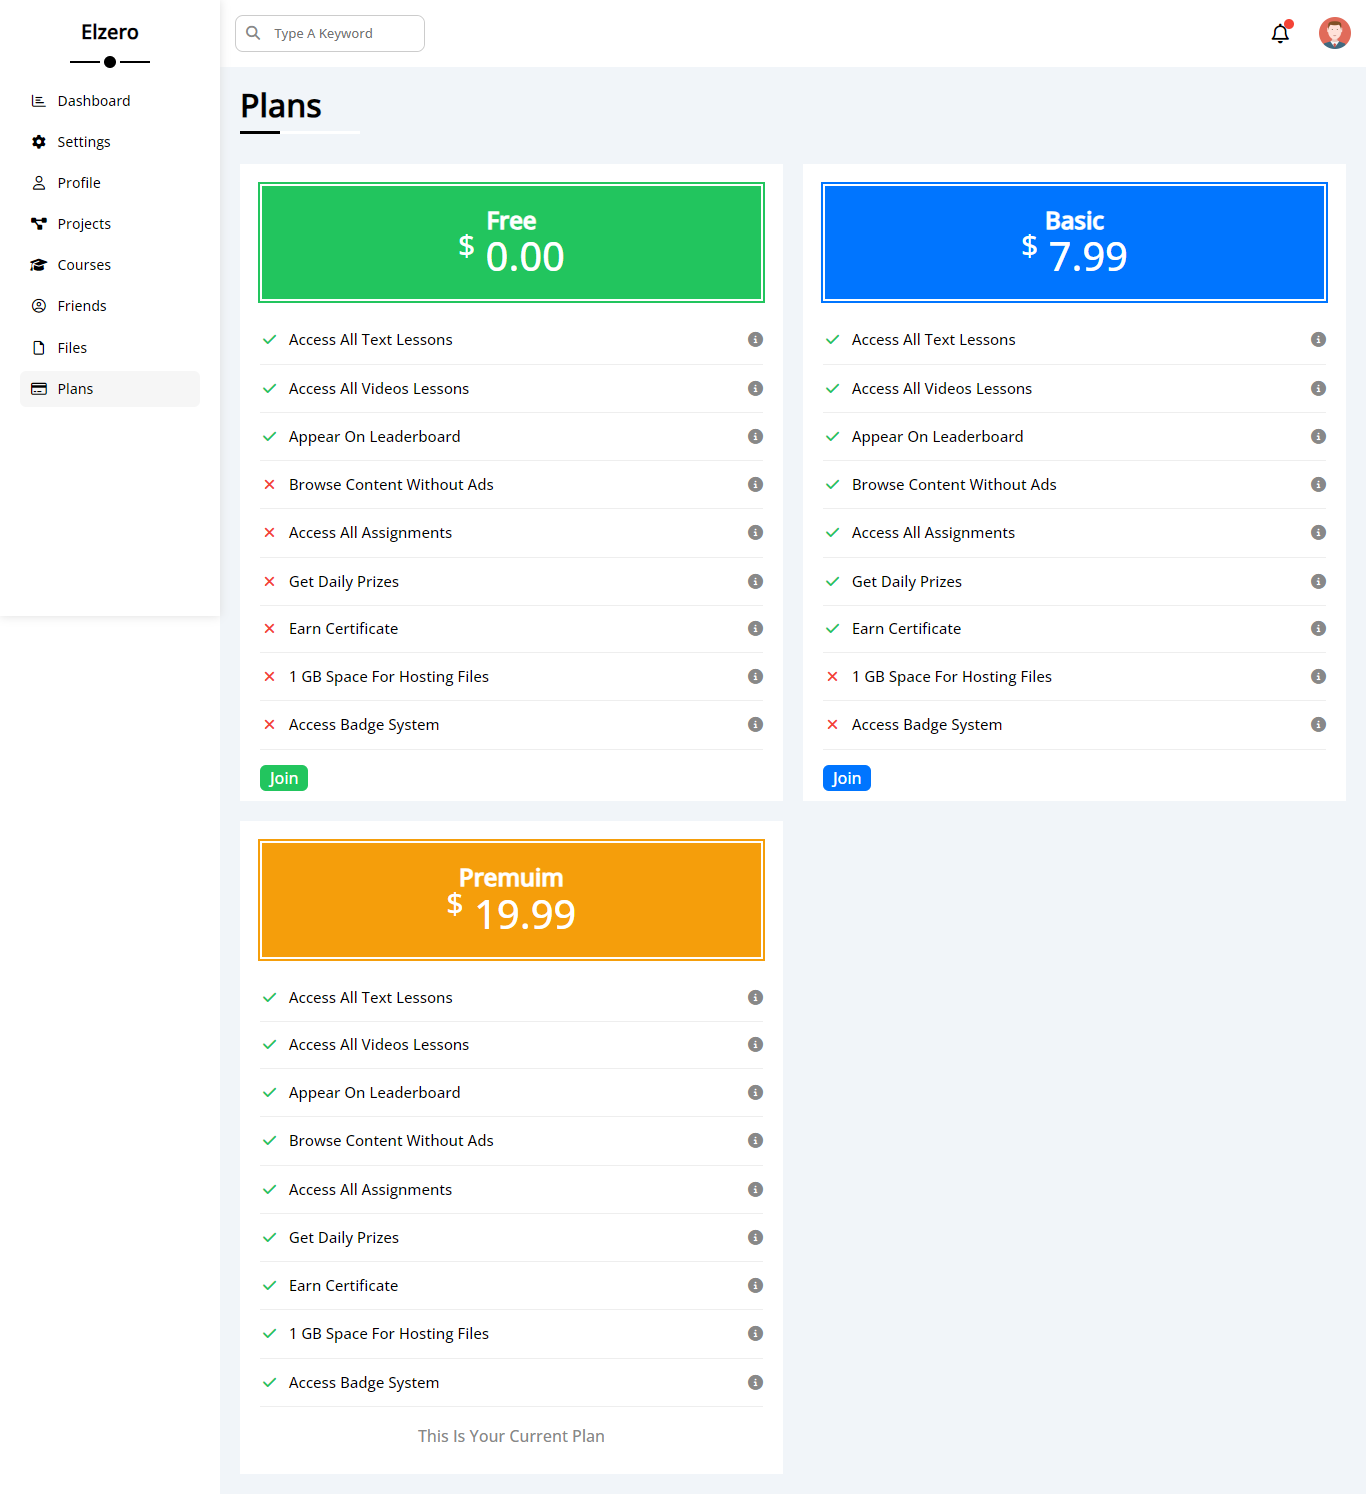 Elzero
Dashboard
Settings
Profile
Projects
Courses
Friends
Files
Plans
Type A Keyword
Plans
Free
$ 0.00
Access All Text Lessons
Access All Videos Lessons
Appear On Leaderboard
Browse Content Without Ads
Access All Assignments
Get Daily Prizes
Earn Certificate
1 GB Space For Hosting Files
Access Badge System
Join
Basic
$ 7.99
Access All Text Lessons
Access All Videos Lessons
Appear On Leaderboard
Browse Content Without Ads
Access All Assignments
Get Daily Prizes
Earn Certificate
1 GB Space For Hosting Files
Access Badge System
Join
Premuim
$ 19.99
Access All Text Lessons
Access All Videos Lessons
Appear On Leaderboard
Browse Content Without Ads
Access All Assignments
Get Daily Prizes
Earn Certificate
1 GB Space For Hosting Files
Access Badge System
This Is Your Current Plan